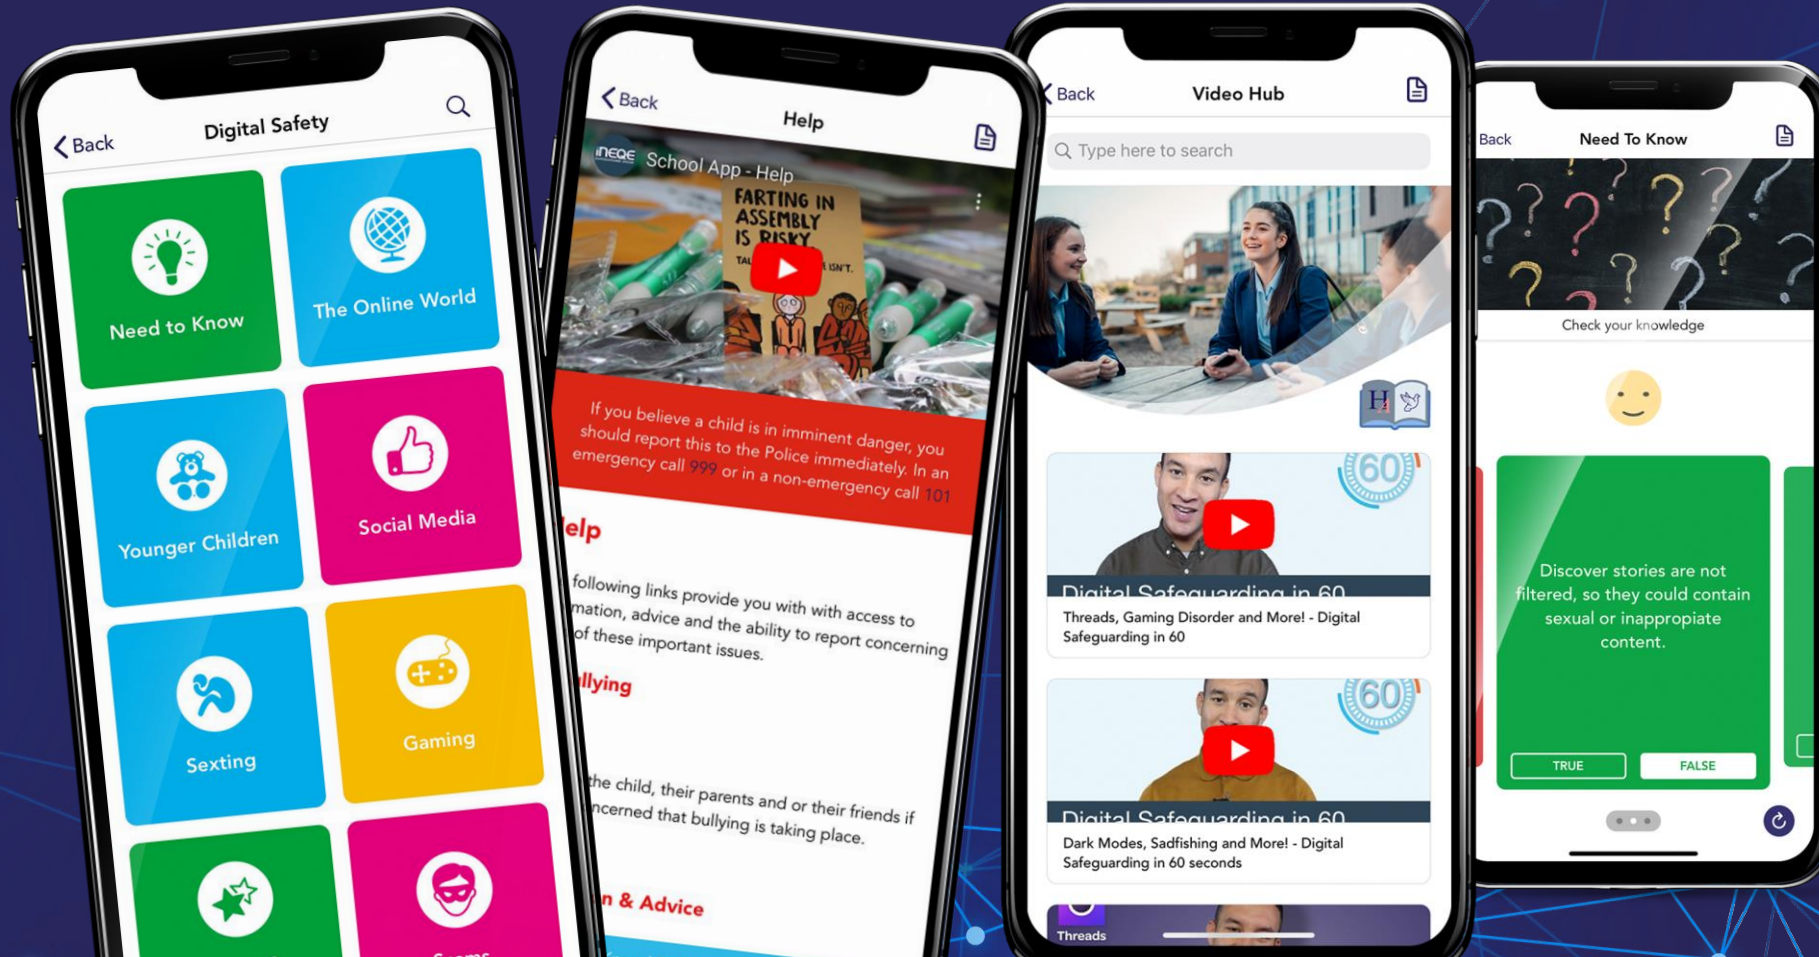 Back
Digital Safety
Need to Know
The Online World
Younger Children
Social Media
Sexting
Gaming
Back
Help
iNEQE
School App - Help
FARTING IN
ASSEMBLY
IS RISKY
ISN'T.
If you believe a child is in imminent danger, you
should report this to the Police immediately. In an
emergency call 999 or in a non-emergency call 101
elp
following links provide you with with access to
mation, advice and the ability to report concerning
of these important issues.
llying
the child, their parents and or their friends if
ncerned that bullying is taking place.
n & Advice
Back
Video Hub
Type here to search
H
60
Digital Safeguarding in 60
Threads, Gaming Disorder and More! - Digital
Safeguarding in 60
60
Digital Safeguarding in 60
Dark Modes, Sadfishing and More! - Digital
Safeguarding in 60 seconds
Threads
Back
Need To Know
Check your knowledge
Discover stories are not
filtered, so they could contain
sexual or inappropiate
content.
TRUE
FALSE